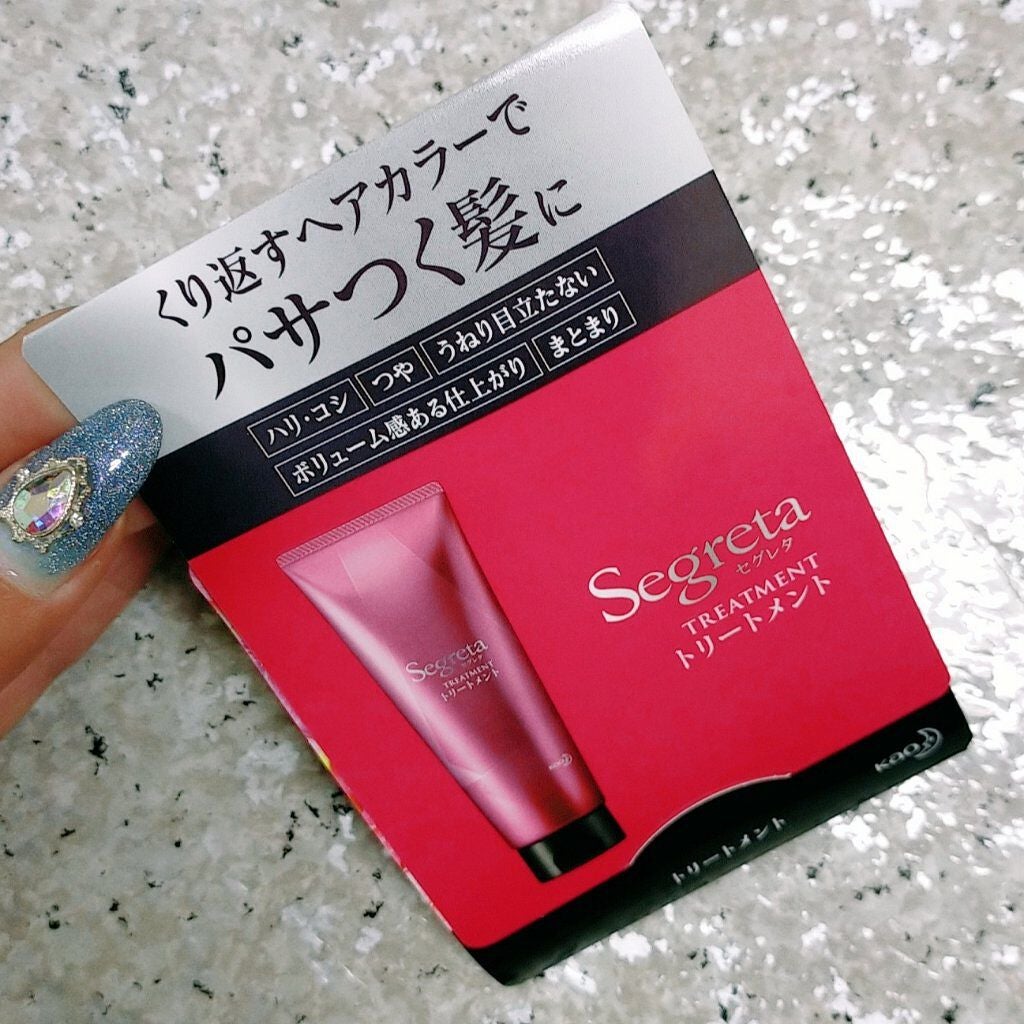 くり返すヘアカラーで
パサつく髪に
ハリ・コシ つや うねり目立たない
ボリューム感ある仕上がり まとまり
Segreta
セグレタ
TREATMENT
トリートメント
Segreta
セグレタ
TREATMENT
トリートメント
Kao
Kao
トリートメント